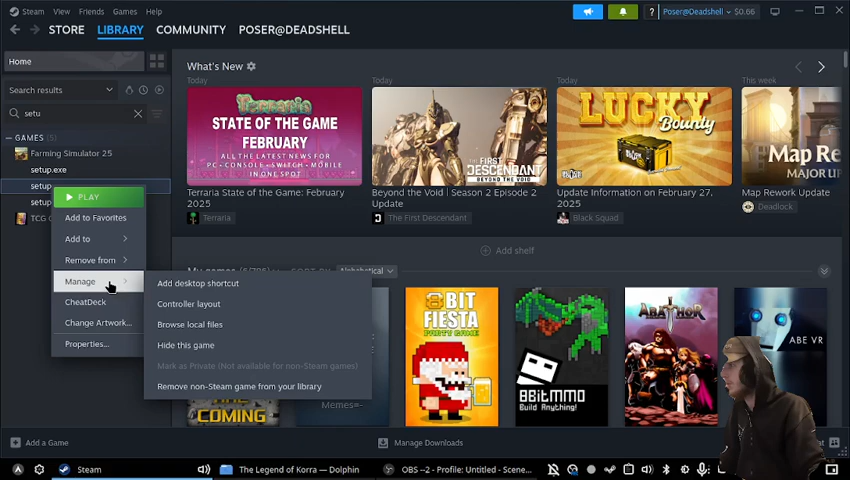 Steam View Friends Games Help
? Poser@Deadshell $0.66
STORE LIBRARY COMMUNITY POSER@DEADSHELL
Home
Search results
setu
GAMES (5)
Farming Simulator 25
setup.exe
setup
setup
TCG
PLAY
Add to Favorites
Add to
Remove from
Manage
CheatDeck
Change Artwork...
Properties...
Add desktop shortcut
Controller layout
Browse local files
Hide this game
Mark as Private (Not available for non-Steam games)
Remove non-Steam game from your library
What's New
Today
Today
Today
This week
Terraria
STATE OF THE GAME
FEBRUARY
ALL THE LATEST NEWS FOR
PC • CONSOLE • SWITCH • MOBILE
IN ONE SPOT
THE FIRST
DESCENDANT
BEYOND THE VOID
LUCKY
Bounty
Map Re
MAJOR U
Terraria State of the Game: February
2025
Beyond the Void | Season 2 Episode 2
Update
Update Information on February 27,
2025
Map Rework Update
Terraria
The First Descendant
Black Squad
Deadlock
Add shelf
Alphabetical
COMING
Memes=-
8BIT
FIESTA
PARTY GAME
8BITMMO
Build Anything!
ABATHOR
ABE VR
Add a Game
Manage Downloads
Steam
The Legend of Korra — Dolphin
OBS --2 - Profile: Untitled - Scene...